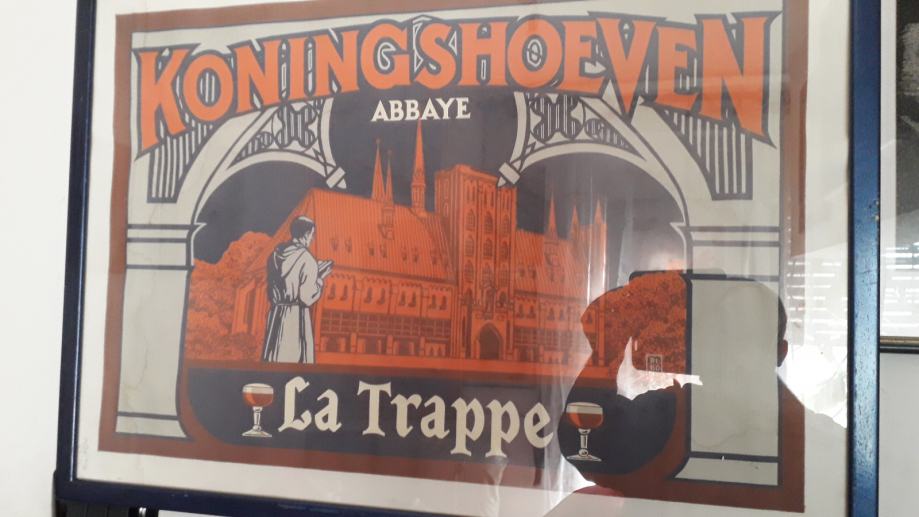 KONINGSHOEVEN
ABBAYE
La Trappe